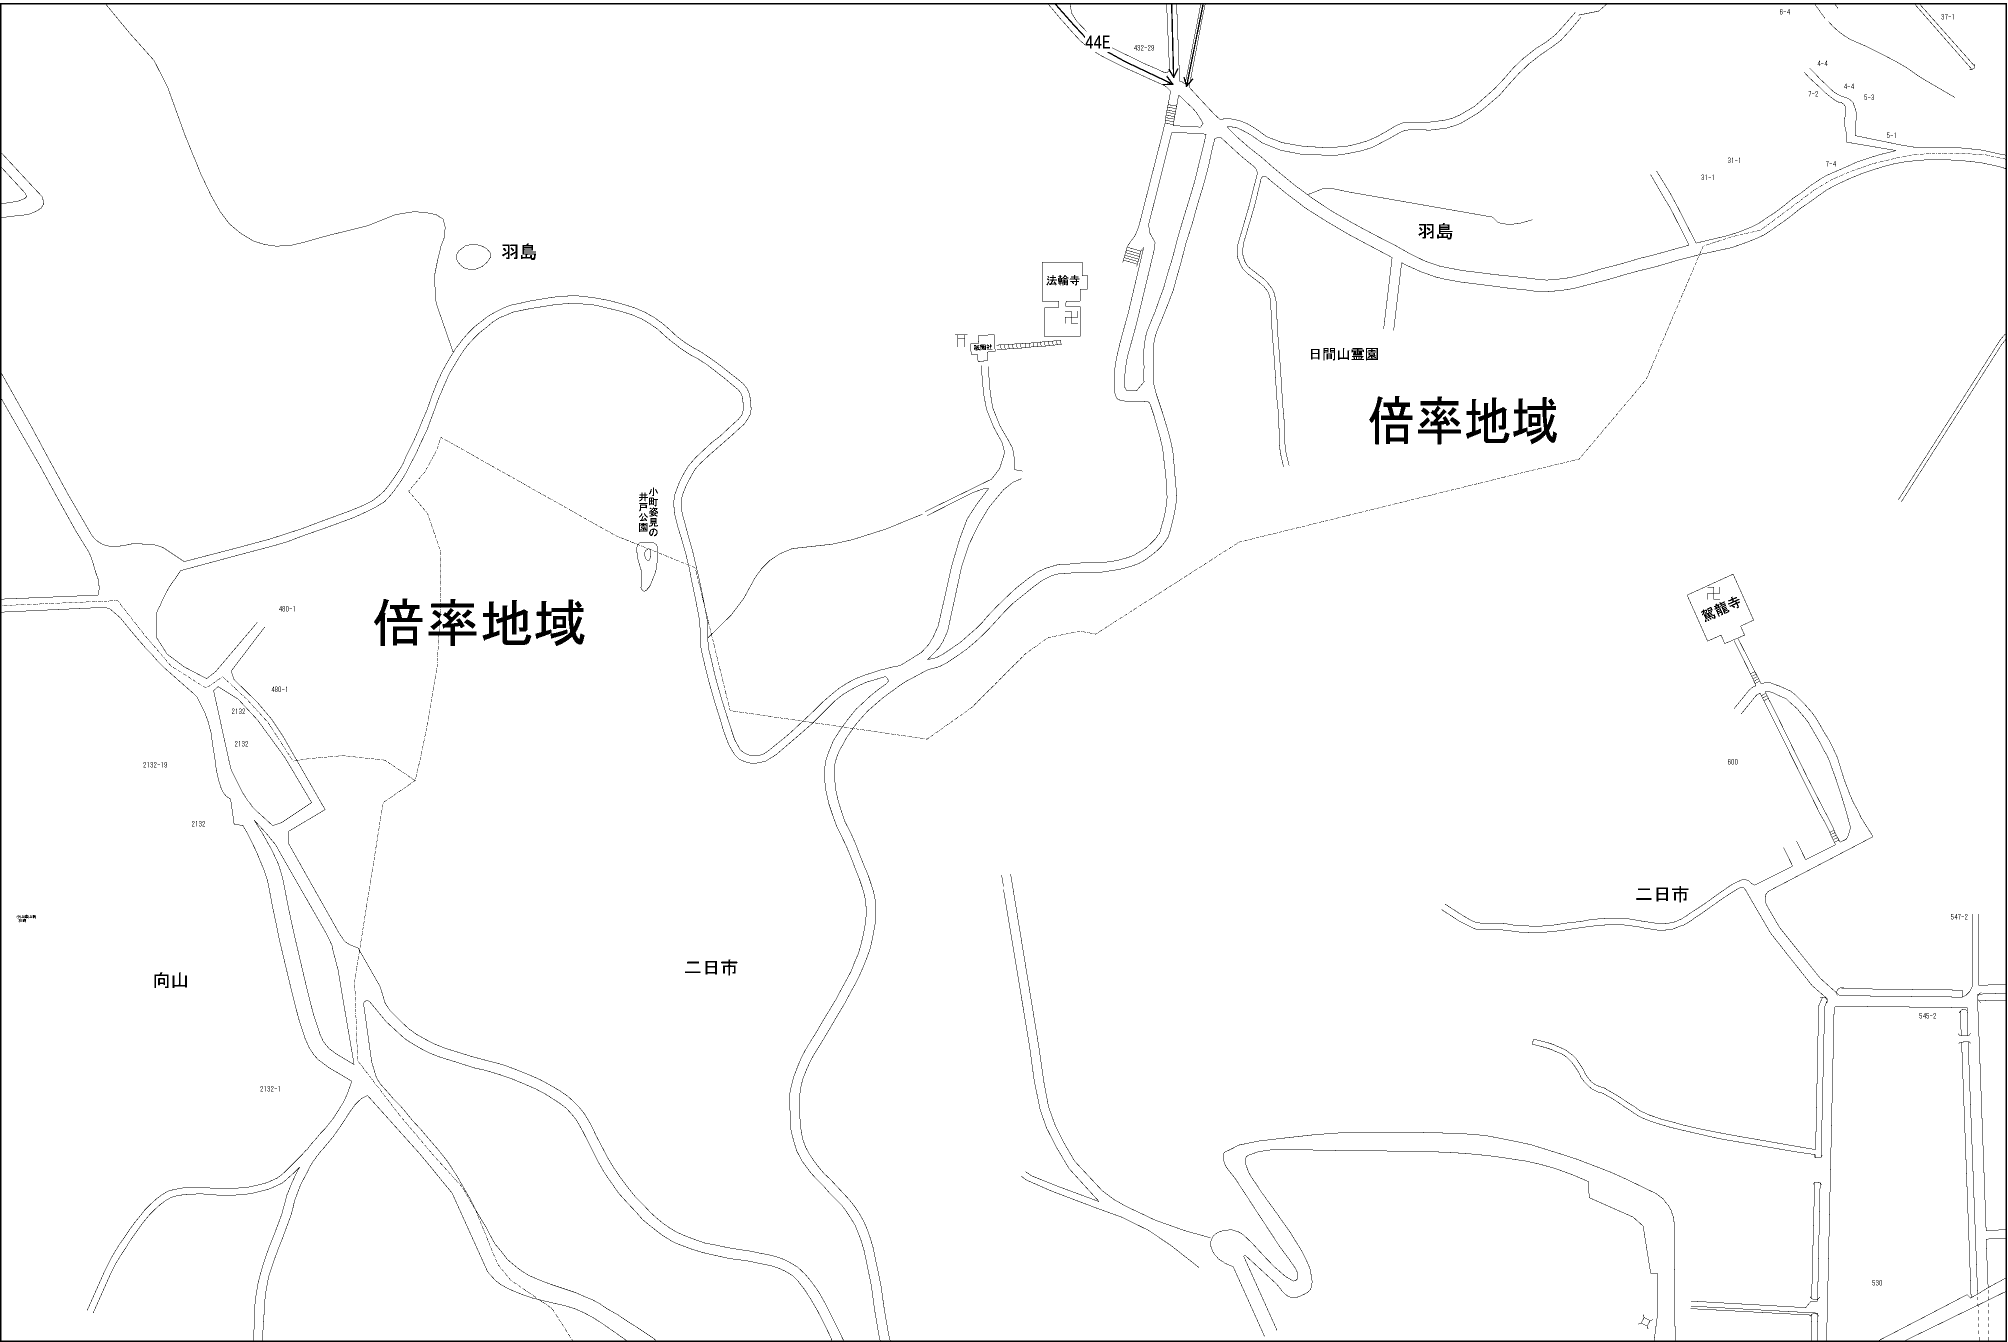 6-4
37-1
44E
432-29
4-4
4-4
7-2
5-3
5-1
31-1
7-4
31-1
羽島
羽島
法輪寺
日間山霊園
倍率地域
小町姿見の
井戸公園
倍率地域
480-1
駕龍寺
480-1
2132
2132
2132-19
600
2132
二日市
547-2
二日市
向山
545-2
2132-1
530